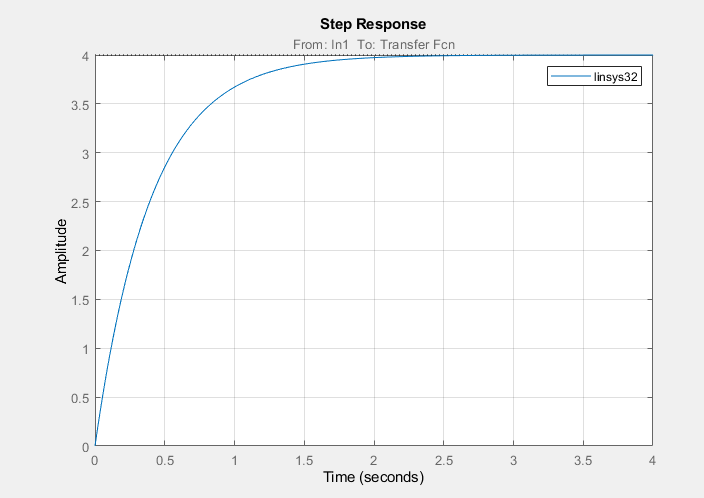 Step Response
From: In1  To: Transfer Fcn
linsys32
Amplitude
4
3.5
3
2.5
2
1.5
1
0.5
0
0 0.5 1 1.5 2 2.5 3 3.5 4
Time (seconds)